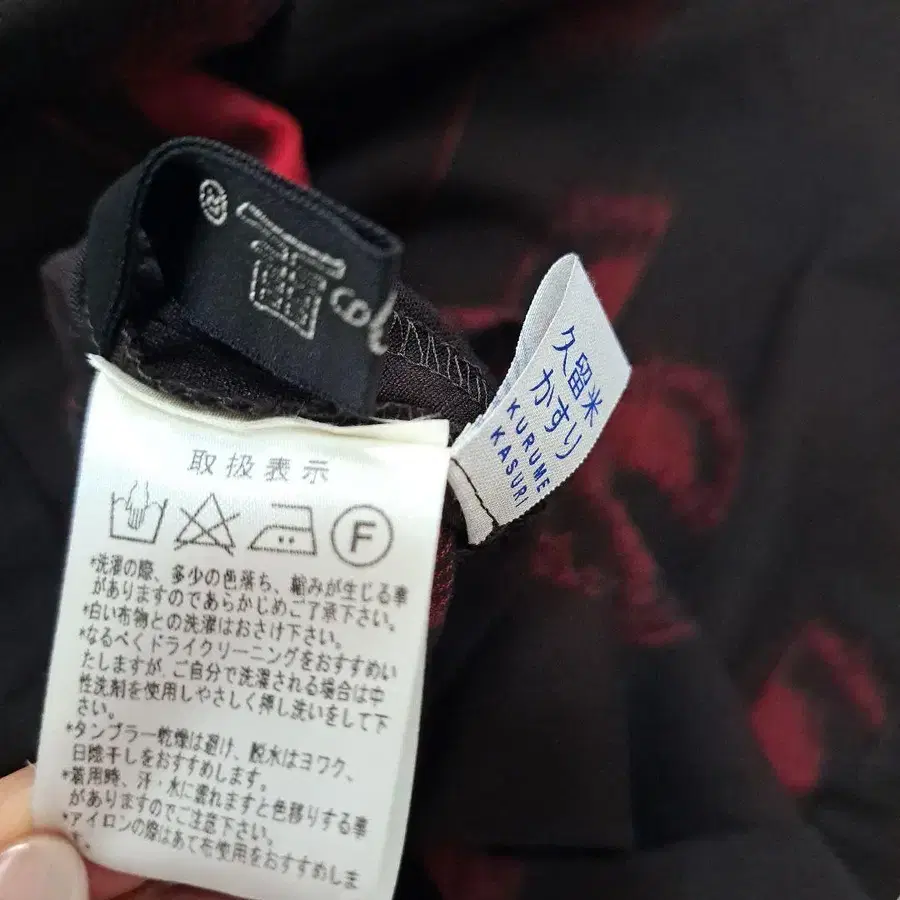 久留米
かすり
KURUME
KASURI
取扱表示
F
*洗濯の際、多少の色落ち、縮みが生じる事
がありますのであらかじめご了承下さい。
*白い布物との洗濯はおさけ下さい。
*なるべくドライクリーニングをおすすめい
たしますが、ご自分で洗濯される場合は中
性洗剤を使用しやさしく押し洗いをして下
さい。
*タンブラー乾燥は避け、脱水はヨワク、
日陰干しをおすすめします。
*着用時、汗・水に濡れますと色移りする事
がありますのでご注意下さい。
*アイロンの際はあて布使用をおすすめしま
す。